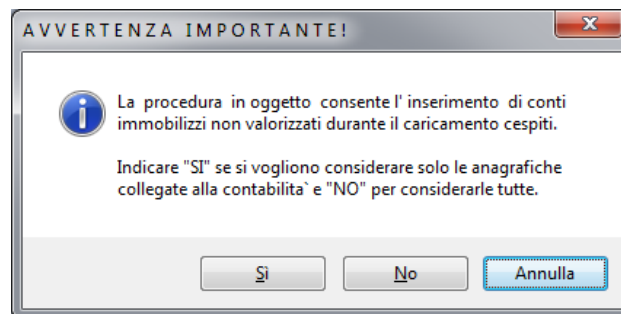 AVVERTENZA IMPORTANTE!
La procedura in oggetto consente l' inserimento di conti
immobilizzi non valorizzati durante il caricamento cespiti.
Indicare "SI" se si vogliono considerare solo le anagrafiche
collegate alla contabilita` e "NO" per considerarle tutte.
Sì No Annulla